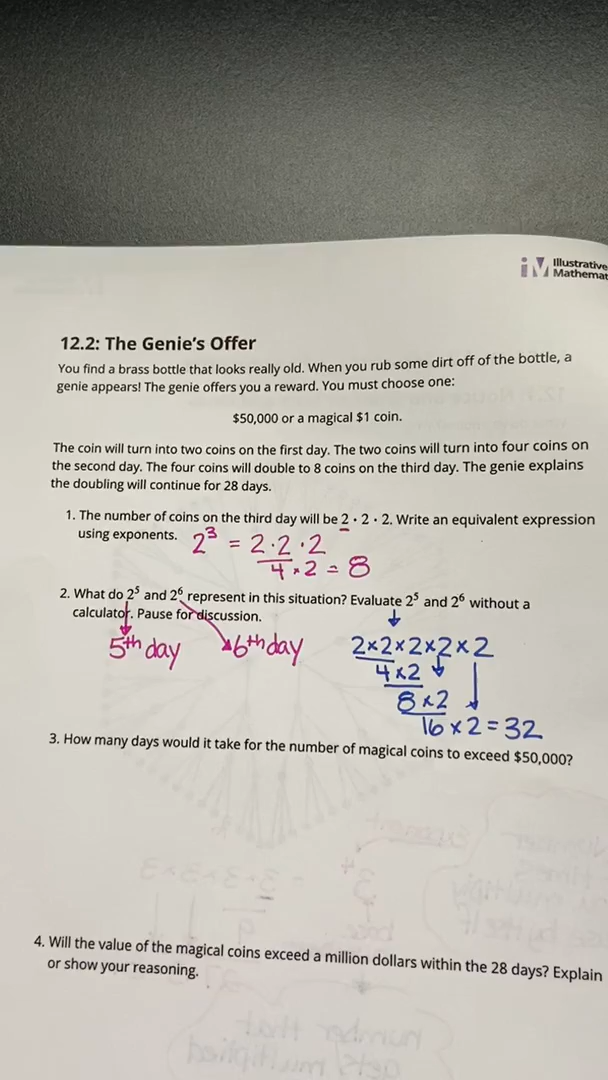 Illustrative
Mathemat
12.2: The Genie's Offer
You find a brass bottle that looks really old. When you rub some dirt off of the bottle, a
genie appears! The genie offers you a reward. You must choose one:
$50,000 or a magical $1 coin.
The coin will turn into two coins on the first day. The two coins will turn into four coins on
the second day. The four coins will double to 8 coins on the third day. The genie explains
the doubling will continue for 28 days.
1. The number of coins on the third day will be 2 · 2 · 2. Write an equivalent expression
using exponents. 2³ = 2·2·2
4×2=8
2. What do 2⁵ and 2⁶ represent in this situation? Evaluate 2⁵ and 2⁶ without a
calculator. Pause for discussion.
5th day 6th day 2×2×2×2×2
4×2
8×2
16×2=32
3. How many days would it take for the number of magical coins to exceed $50,000?
4. Will the value of the magical coins exceed a million dollars within the 28 days? Explain
or show your reasoning.